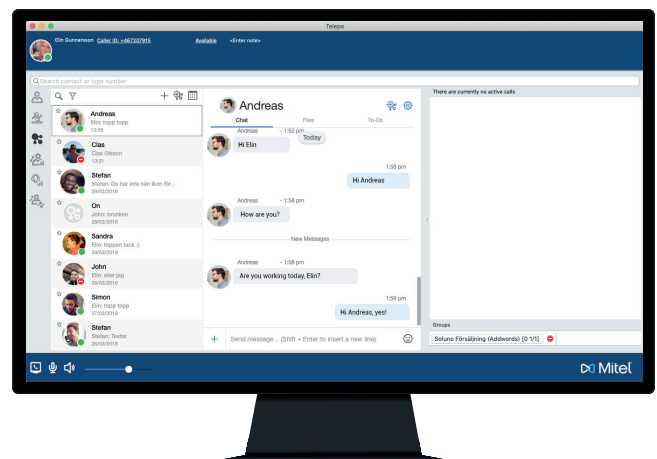 Telepo
Elin Gunnarsson Caller ID: +467207915 Available <Enter note>
Search contact or type number
Andreas
Elin: topp topp
13:59
Clas
Clas Olsson
13:21
Stefan
Stefan: Du har inte nån ikon för...
29/03/2019
On
John: brunken
29/03/2019
Sandra
Elin: toppen tack :)
29/03/2019
John
Elin: eller jag
28/03/2019
Simon
Elin: topp topp
27/03/2019
Stefan
Stefan: Testar
26/03/2019
Andreas
Chat Files To-Do
Andreas - 1:52 pm
Today
Hi Elin
1:58 pm
Hi Andreas
Andreas - 1:58 pm
How are you?
New Messages
Andreas - 1:58 pm
Are you working today, Elin?
1:59 pm
Hi Andreas, yes!
Send message... (Shift + Enter to insert a new line)
There are currently no active calls
Groups
Soluno Försäljning (Addwords) [0 1/1]
Mitel